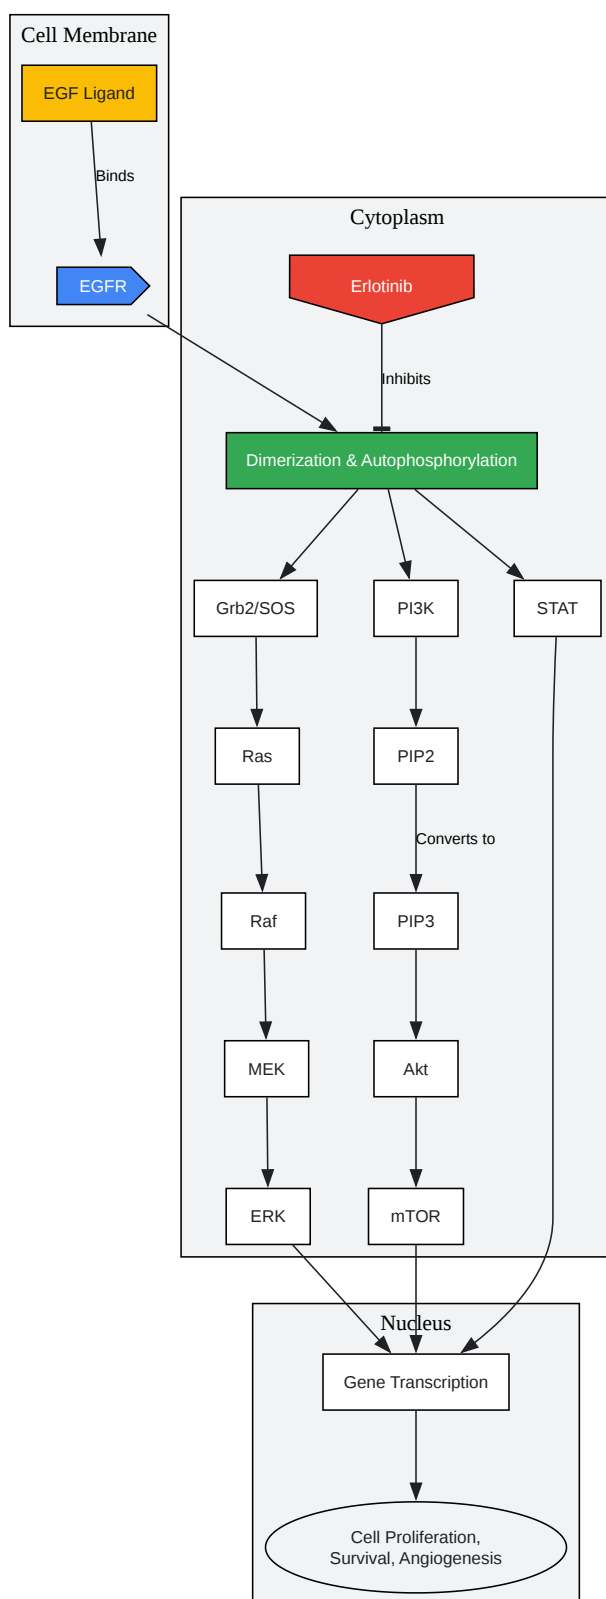 Cell Membrane
EGF Ligand
Binds
EGFR
Cytoplasm
Erlotinib
Inhibits
Dimerization & Autophosphorylation
Grb2/SOS
PI3K
STAT
Ras
PIP2
Converts to
Raf
PIP3
MEK
Akt
ERK
mTOR
Nucleus
Gene Transcription
Cell Proliferation,
Survival, Angiogenesis